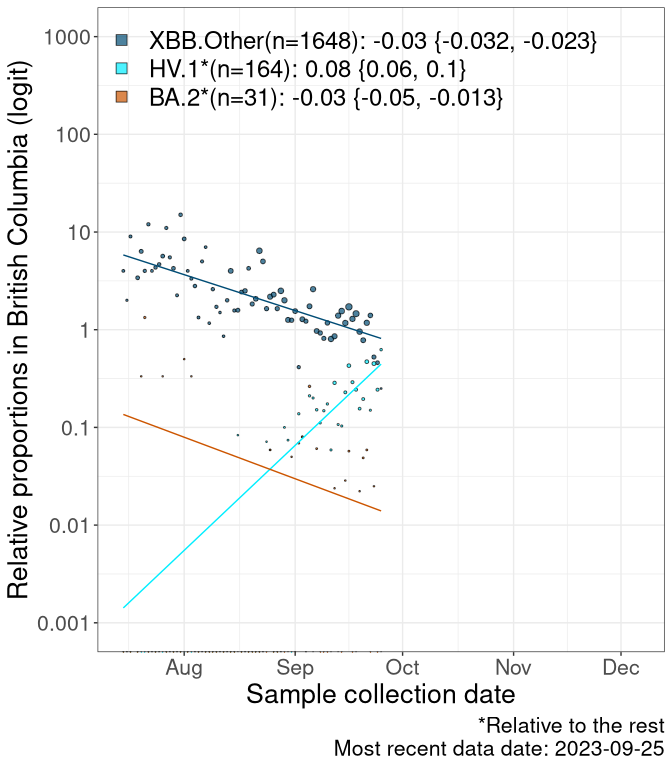 XBB.Other(n=1648): -0.03 {-0.032, -0.023}
HV.1*(n=164): 0.08 {0.06, 0.1}
BA.2*(n=31): -0.03 {-0.05, -0.013}
Relative proportions in British Columbia (logit)
1000
100
10
1
0.1
0.01
0.001
Aug Sep Oct Nov Dec
Sample collection date
*Relative to the rest
Most recent data date: 2023-09-25